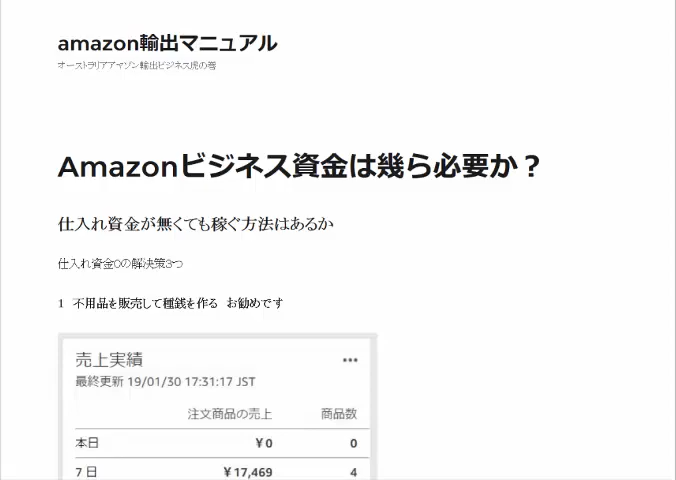 amazon輸出マニュアル
オーストラリアアマゾン輸出ビジネス虎の巻
Amazonビジネス資金は幾ら必要か？
仕入れ資金が無くても稼ぐ方法はあるか
仕入れ資金0の解決策3つ
1 不用品を販売して種銭を作る お勧めです
売上実績 •••
最終更新 19/01/30 17:31:17 JST
注文商品の売上 商品数
本日 ¥0 0
7 日 ¥17,469 4